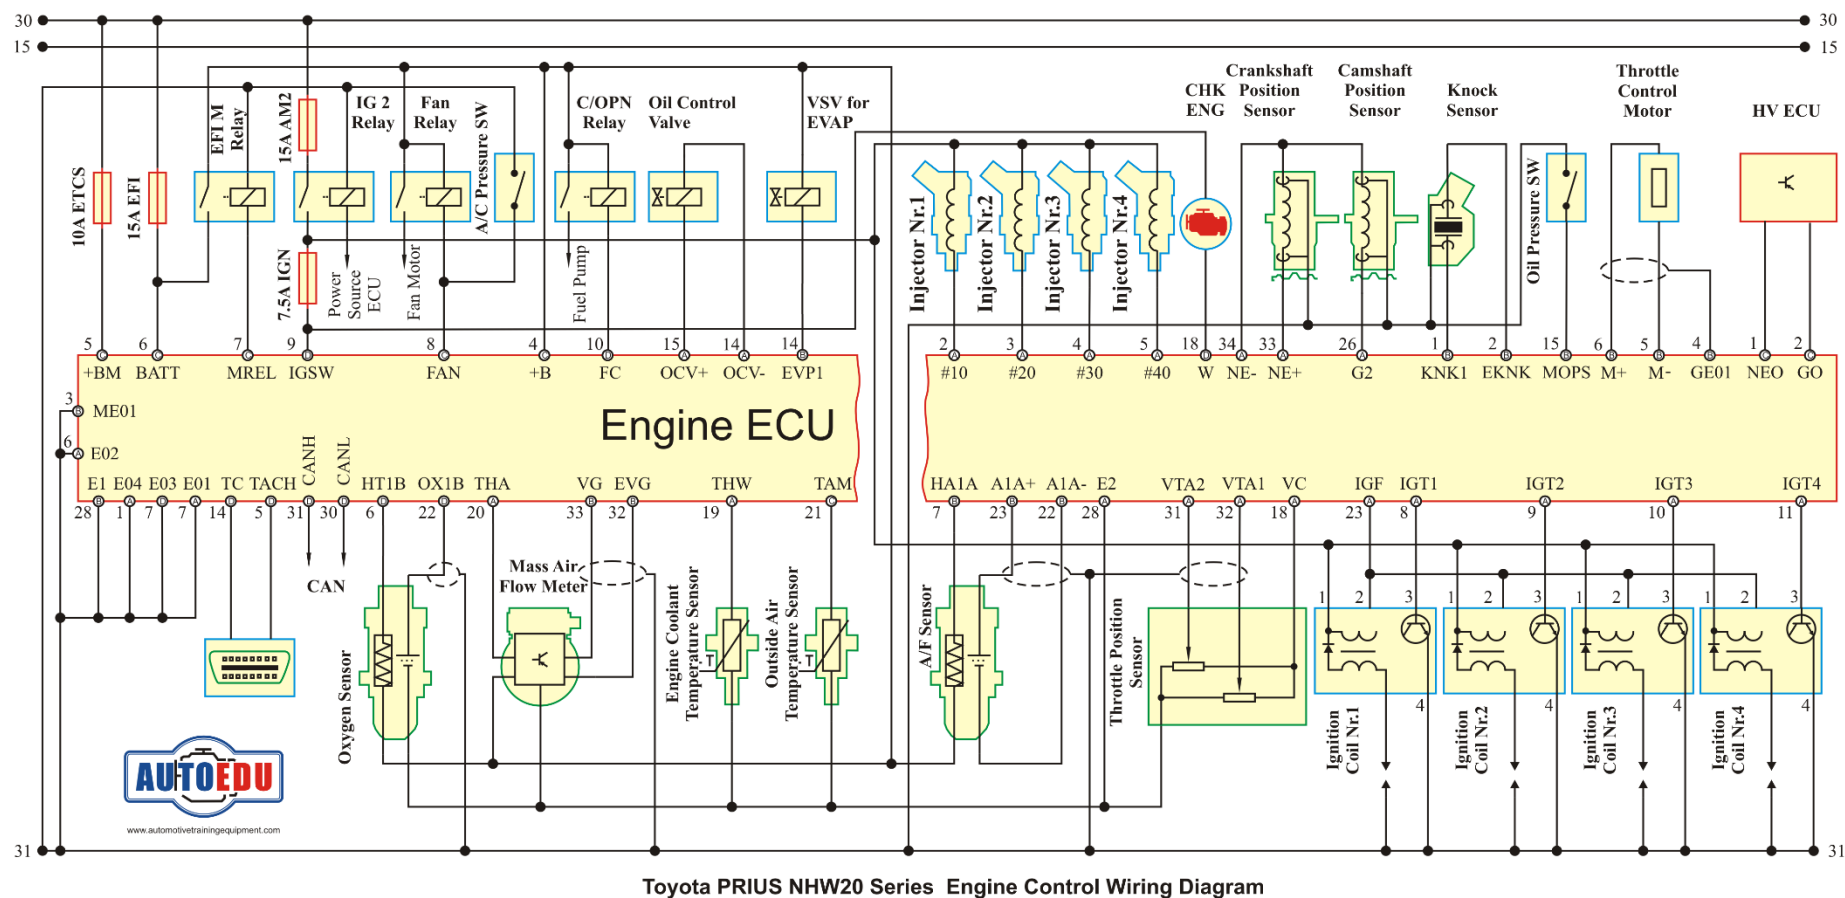 30
30
15
15
EFI M
Relay
15A AM2
IG 2
Relay
Fan
Relay
A/C Pressure SW
C/OPN
Relay
Oil Control
Valve
VSV for
EVAP
CHK
ENG
Crankshaft
Position
Sensor
Camshaft
Position
Sensor
Knock
Sensor
Throttle
Control
Motor
HV ECU
10A ETCS
15A EFI
7.5A IGN
Power
Source
ECU
Fan Motor
Fuel Pump
Injector Nr.1
Injector Nr.2
Injector Nr.3
Injector Nr.4
Oil Pressure SW
5 6 7 9 8 4 10 15 14 14 2 3 4 5 18 34 33 26 1 2 15 6 5 4 1 2
C C C D C C D A A B A A A A D A A A B B A B B B C C
+BM BATT MREL IGSW FAN +B FC OCV+ OCV- EVP1 #10 #20 #30 #40 W NE- NE+ G2 KNK1 EKNK MOPS M+ M- GE01 NEO GO
3 B ME01
Engine ECU
6 A E02
CANH
CANL
E1 E04 E03 E01 TC TACH HT1B OX1B THA VG EVG THW TAM HA1A A1A+ A1A- E2 VTA2 VTA1 VC IGF IGT1 IGT2 IGT3 IGT4
28 1 7 7 14 5 31 30 6 22 20 33 32 19 21 7 23 22 28 31 32 18 23 8 9 10 11
CAN
Mass Air
Flow Meter
Oxygen Sensor
Engine Coolant
Temperature Sensor
T
Outside Air
Temperature Sensor
T
A/F Sensor
Throttle Position
Sensor
1 2 3
1 2 3
1 2 3
1 2 3
4
4
4
4
Ignition
Coil Nr.1
Ignition
Coil Nr.2
Ignition
Coil Nr.3
Ignition
Coil Nr.4
AUTOEDU
www.automotivetrainingequipment.com
31
31
Toyota PRIUS NHW20 Series Engine Control Wiring Diagram